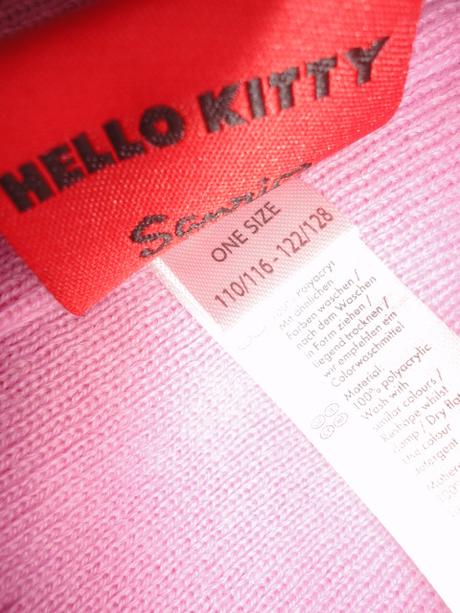 HELLO KITTY
Sanrio
ONE SIZE
110/116 - 122/128
100% polyacryl
Mit ähnlichen
Farben waschen /
nach dem Waschen
in Form ziehen /
liegend trocknen /
wir empfehlen ein
Colorwaschmittel
Material:
100% polyacrylic
Wash with
similar colours /
Reshape whilst
damp / Dry flat
the colour
detergent